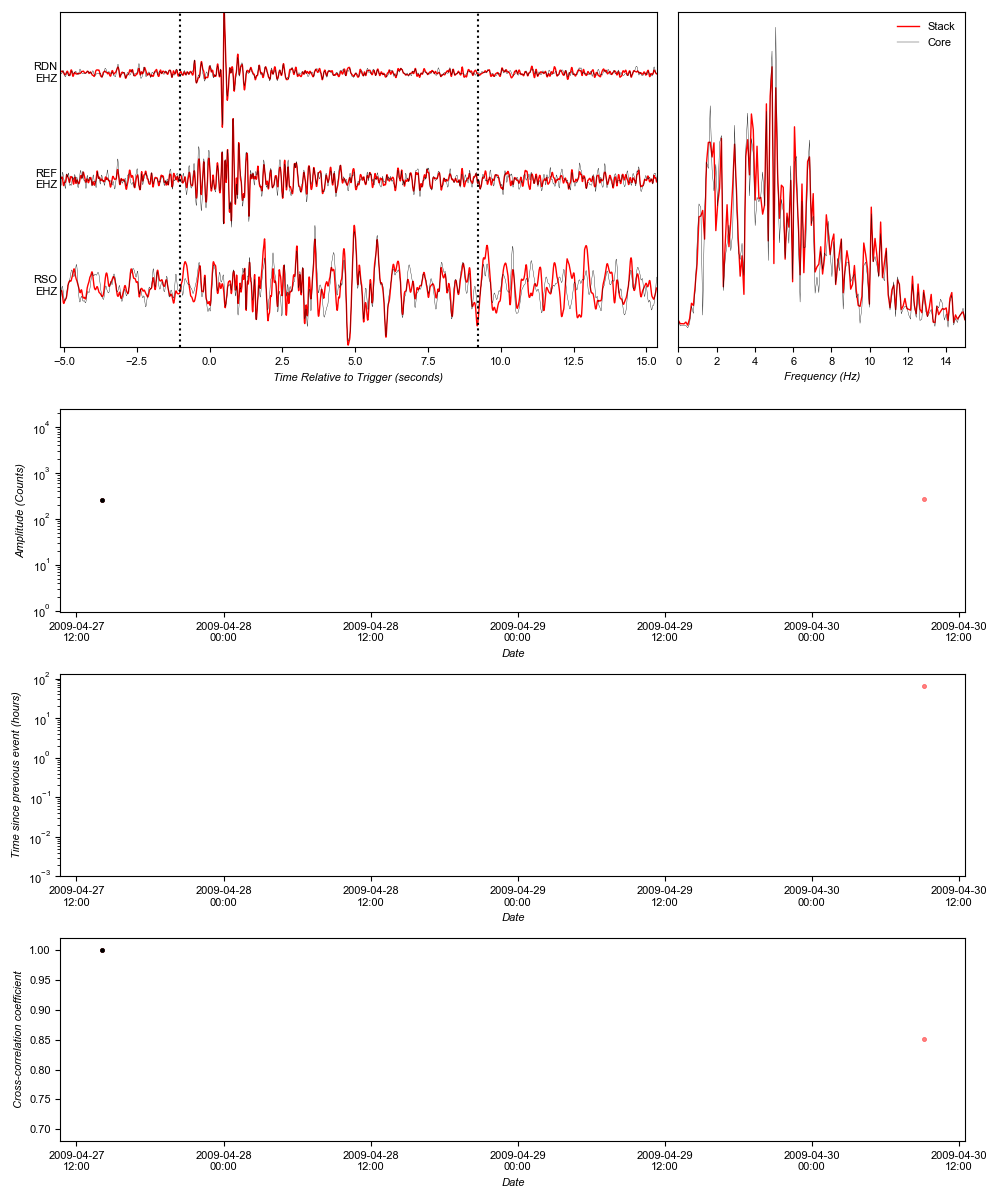 RDN
EHZ
REF
EHZ
RSO
EHZ
−5.0 −2.5 0.0 2.5 5.0 7.5 10.0 12.5 15.0
Time Relative to Trigger (seconds)
Stack
Core
0 2 4 6 8 10 12 14
Frequency (Hz)
10^4
10^3
10^2
10^1
10^0
Amplitude (Counts)
2009-04-27 2009-04-28 2009-04-28 2009-04-29 2009-04-29 2009-04-30 2009-04-30
12:00 00:00 12:00 00:00 12:00 00:00 12:00
Date
10^2
10^1
10^0
10^−1
10^−2
10^−3
Time since previous event (hours)
2009-04-27 2009-04-28 2009-04-28 2009-04-29 2009-04-29 2009-04-30 2009-04-30
12:00 00:00 12:00 00:00 12:00 00:00 12:00
Date
1.00
0.95
0.90
0.85
0.80
0.75
0.70
Cross-correlation coefficient
2009-04-27 2009-04-28 2009-04-28 2009-04-29 2009-04-29 2009-04-30 2009-04-30
12:00 00:00 12:00 00:00 12:00 00:00 12:00
Date